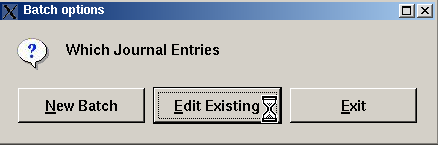 Batch options
Which Journal Entries
New Batch Edit Existing Exit